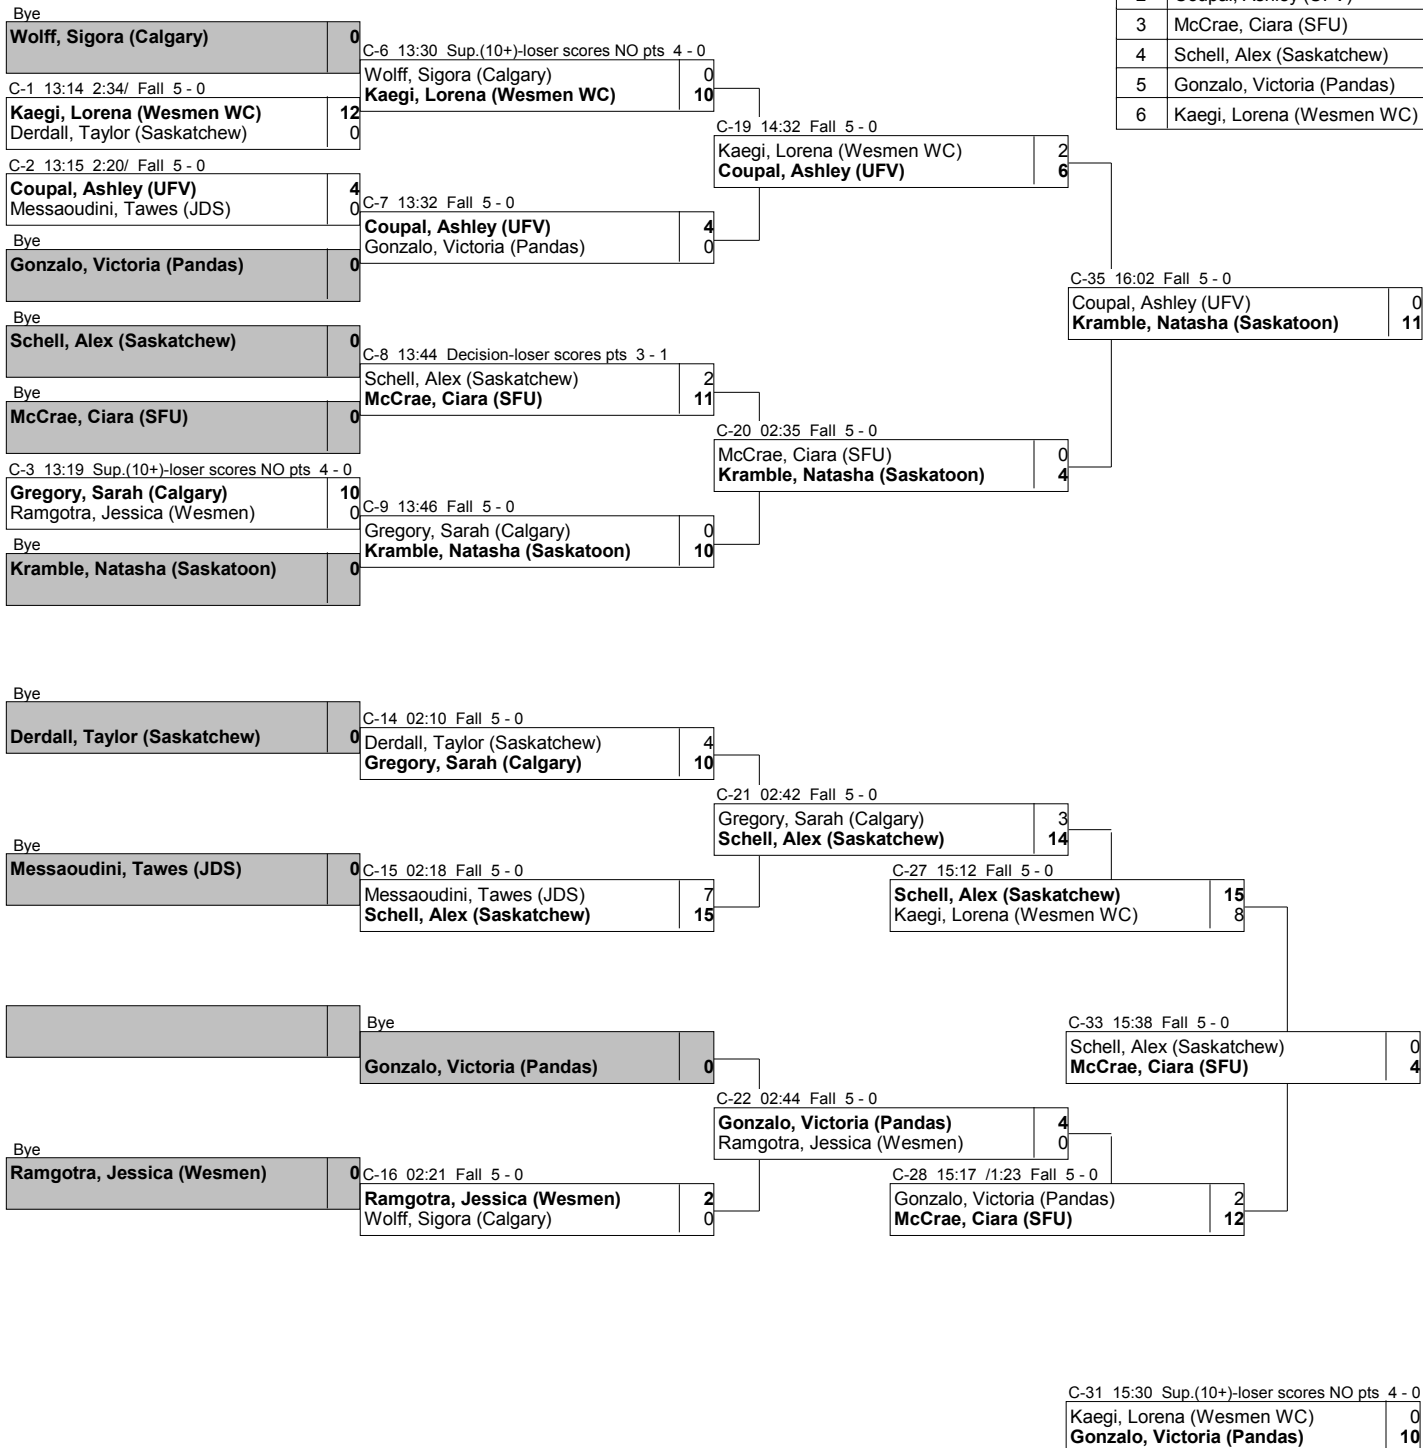 Bye
Wolff, Sigora (Calgary) 0
C-1 13:14 2:34/ Fall 5 - 0
Kaegi, Lorena (Wesmen WC) 12
Derdall, Taylor (Saskatchew) 0
C-2 13:15 2:20/ Fall 5 - 0
Coupal, Ashley (UFV) 4
Messaoudini, Tawes (JDS) 0
Bye
Gonzalo, Victoria (Pandas) 0
Bye
Schell, Alex (Saskatchew) 0
Bye
McCrae, Ciara (SFU) 0
C-3 13:19 Sup.(10+)-loser scores NO pts 4 - 0
Gregory, Sarah (Calgary) 10
Ramgotra, Jessica (Wesmen) 0
Bye
Kramble, Natasha (Saskatoon) 0
C-6 13:30 Sup.(10+)-loser scores NO pts 4 - 0
Wolff, Sigora (Calgary) 0
Kaegi, Lorena (Wesmen WC) 10
C-7 13:32 Fall 5 - 0
Coupal, Ashley (UFV) 4
Gonzalo, Victoria (Pandas) 0
C-8 13:44 Decision-loser scores pts 3 - 1
Schell, Alex (Saskatchew) 2
McCrae, Ciara (SFU) 11
C-9 13:46 Fall 5 - 0
Gregory, Sarah (Calgary) 0
Kramble, Natasha (Saskatoon) 10
C-19 14:32 Fall 5 - 0
Kaegi, Lorena (Wesmen WC) 2
Coupal, Ashley (UFV) 6
C-20 02:35 Fall 5 - 0
McCrae, Ciara (SFU) 0
Kramble, Natasha (Saskatoon) 4
3 McCrae, Ciara (SFU)
4 Schell, Alex (Saskatchew)
5 Gonzalo, Victoria (Pandas)
6 Kaegi, Lorena (Wesmen WC)
C-35 16:02 Fall 5 - 0
Coupal, Ashley (UFV) 0
Kramble, Natasha (Saskatoon) 11
Bye
Derdall, Taylor (Saskatchew) 0
Bye
Messaoudini, Tawes (JDS) 0
Bye
Ramgotra, Jessica (Wesmen) 0
C-14 02:10 Fall 5 - 0
Derdall, Taylor (Saskatchew) 4
Gregory, Sarah (Calgary) 10
C-15 02:18 Fall 5 - 0
Messaoudini, Tawes (JDS) 7
Schell, Alex (Saskatchew) 15
Bye
Gonzalo, Victoria (Pandas) 0
C-16 02:21 Fall 5 - 0
Ramgotra, Jessica (Wesmen) 2
Wolff, Sigora (Calgary) 0
C-21 02:42 Fall 5 - 0
Gregory, Sarah (Calgary) 3
Schell, Alex (Saskatchew) 14
C-27 15:12 Fall 5 - 0
Schell, Alex (Saskatchew) 15
Kaegi, Lorena (Wesmen WC) 8
C-22 02:44 Fall 5 - 0
Gonzalo, Victoria (Pandas) 4
Ramgotra, Jessica (Wesmen) 0
C-28 15:17 /1:23 Fall 5 - 0
Gonzalo, Victoria (Pandas) 2
McCrae, Ciara (SFU) 12
C-33 15:38 Fall 5 - 0
Schell, Alex (Saskatchew) 0
McCrae, Ciara (SFU) 4
C-31 15:30 Sup.(10+)-loser scores NO pts 4 - 0
Kaegi, Lorena (Wesmen WC) 0
Gonzalo, Victoria (Pandas) 10